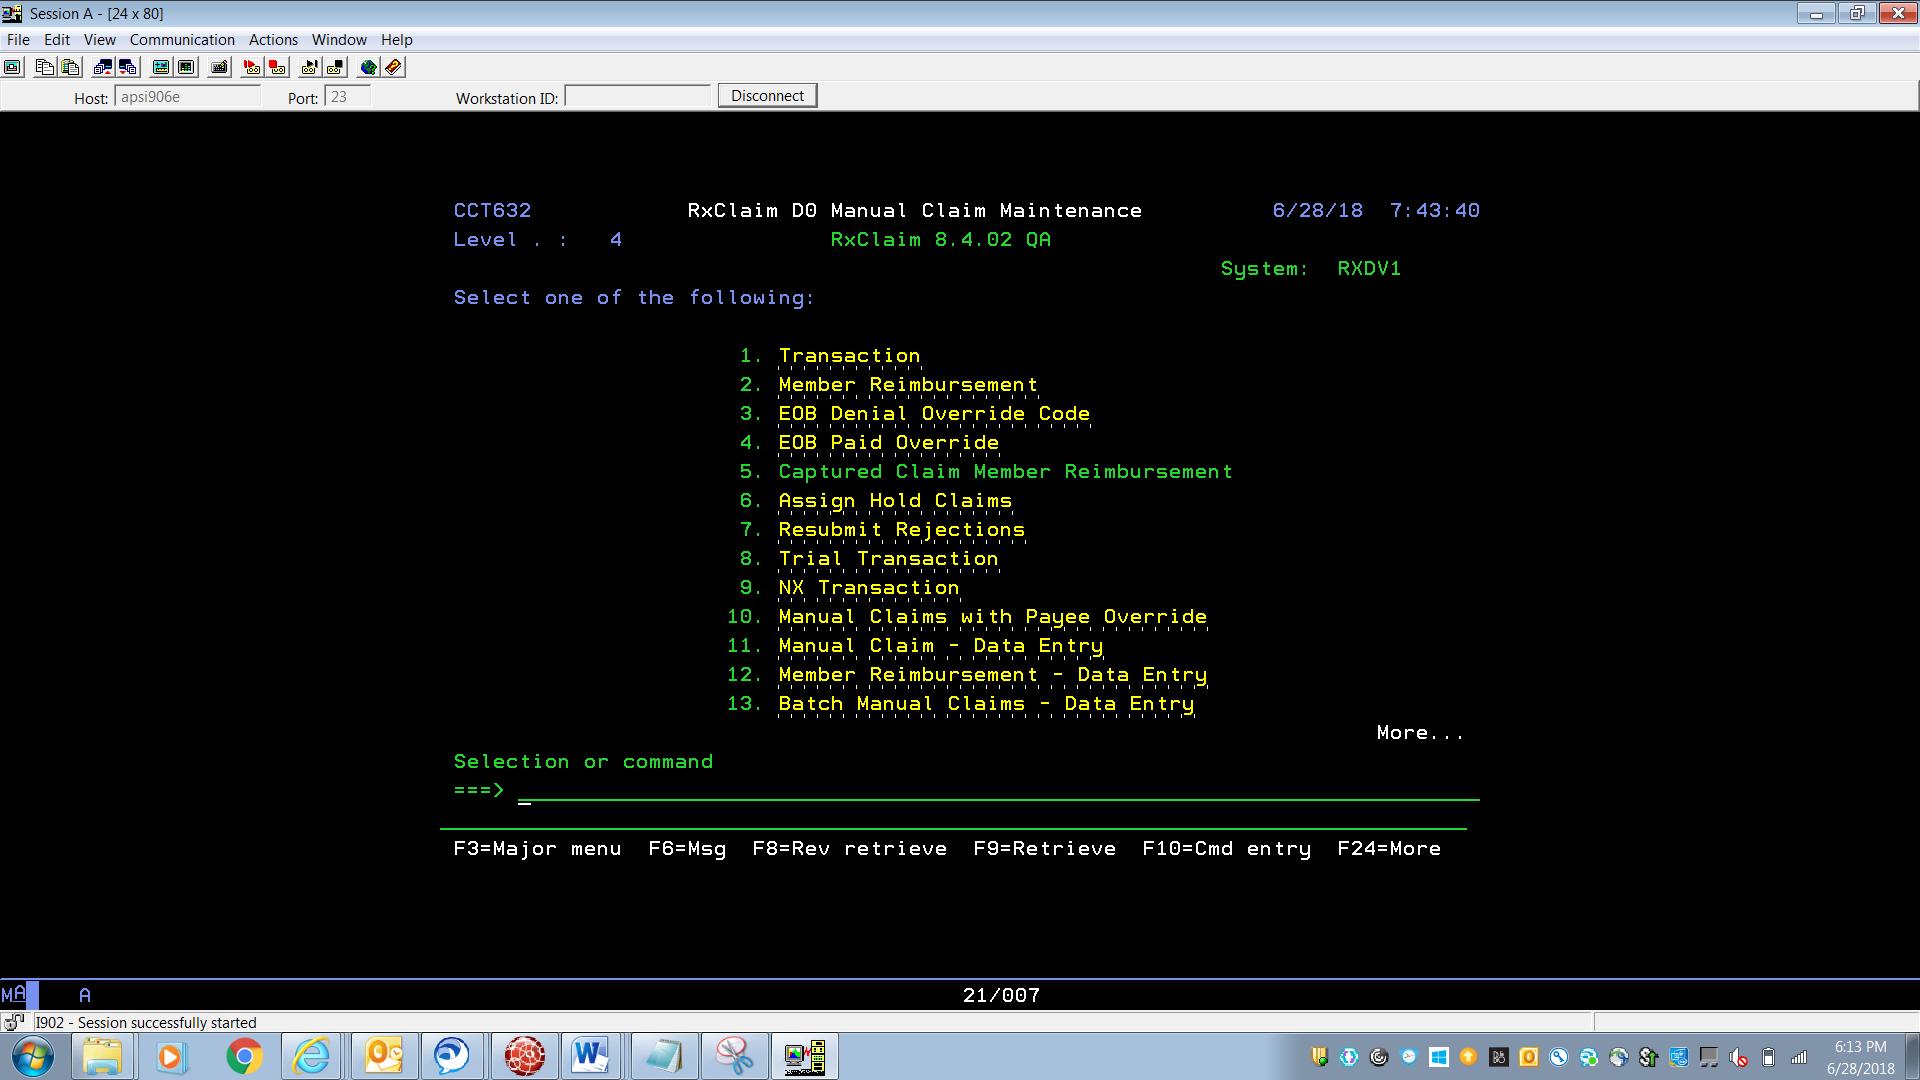 Session A - [24 x 80]
File Edit View Communication Actions Window Help
Host: apsi906e Port: 23 Workstation ID: Disconnect
CCT632 RxClaim D0 Manual Claim Maintenance 6/28/18 7:43:40
Level . : 4 RxClaim 8.4.02 QA
System: RXDV1
Select one of the following:
1. Transaction
2. Member Reimbursement
3. EOB Denial Override Code
4. EOB Paid Override
5. Captured Claim Member Reimbursement
6. Assign Hold Claims
7. Resubmit Rejections
8. Trial Transaction
9. NX Transaction
10. Manual Claims with Payee Override
11. Manual Claim - Data Entry
12. Member Reimbursement - Data Entry
13. Batch Manual Claims - Data Entry
More...
Selection or command
===>
F3=Major menu F6=Msg F8=Rev retrieve F9=Retrieve F10=Cmd entry F24=More
MA A 21/007
I902 - Session successfully started
6:13 PM
6/28/2018